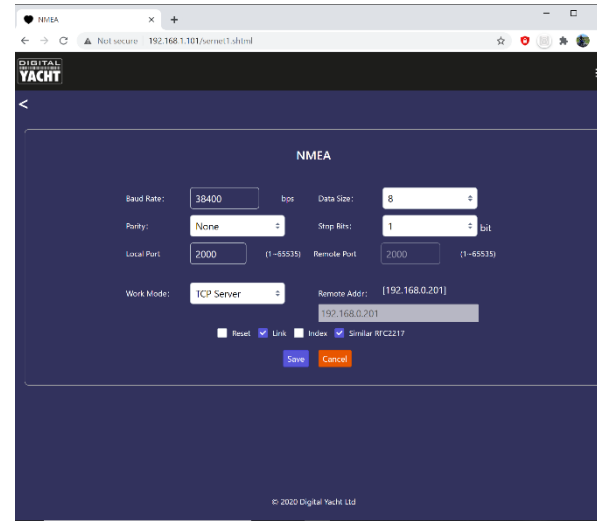 NMEA
Not secure 192.168.1.101/sernet1.shtml
DIGITAL
YACHT
<
NMEA
Baud Rate: 38400 bps Data Size: 8
Parity: None Stop Bits: 1 bit
Local Port 2000 (1~65535) Remote Port 2000 (1~65535)
Work Mode: TCP Server Remote Addr: [192.168.0.201]
192.168.0.201
Reset Link Index Similar RFC2217
Save Cancel
© 2020 Digital Yacht Ltd